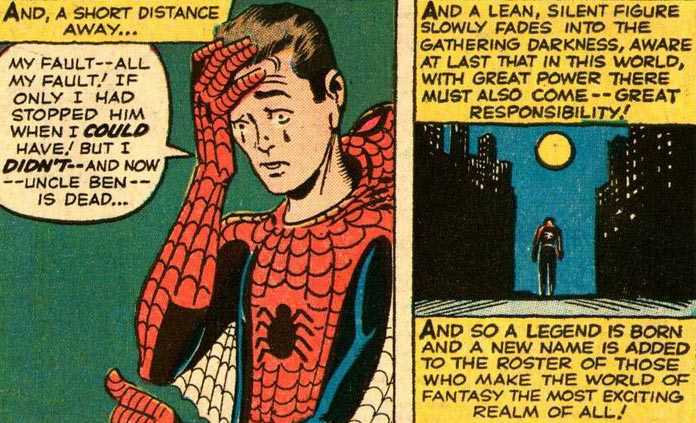 AND, A SHORT DISTANCE
AWAY...
MY FAULT--ALL
MY FAULT! IF
ONLY I HAD
STOPPED HIM
WHEN I COULD
HAVE! BUT I
DIDN'T--AND NOW
--UNCLE BEN--
IS DEAD...
AND A LEAN, SILENT FIGURE
SLOWLY FADES INTO THE
GATHERING DARKNESS, AWARE
AT LAST THAT IN THIS WORLD,
WITH GREAT POWER THERE
MUST ALSO COME--GREAT
RESPONSIBILITY!
AND SO A LEGEND IS BORN
AND A NEW NAME IS ADDED
TO THE ROSTER OF THOSE
WHO MAKE THE WORLD OF
FANTASY THE MOST EXCITING
REALM OF ALL!